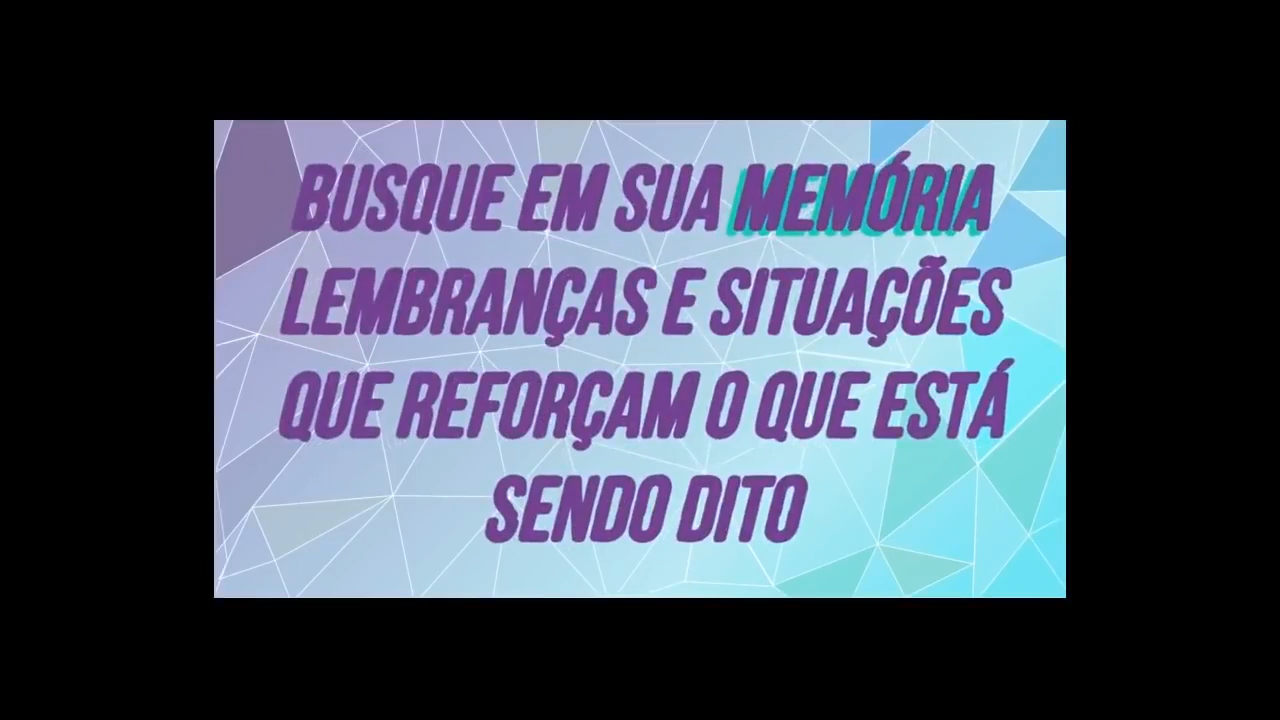 BUSQUE EM SUA MEMÓRIA
LEMBRANÇAS E SITUAÇÕES
QUE REFORÇAM O QUE ESTÁ
SENDO DITO